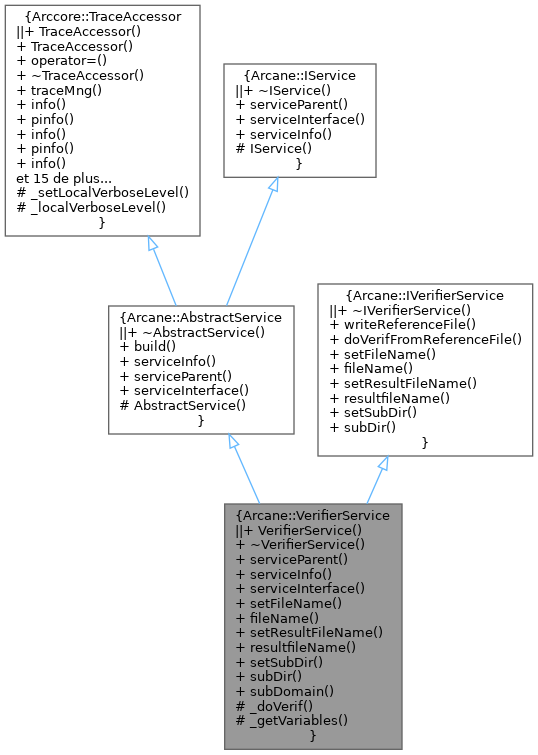 {Arccore::TraceAccessor
||+ TraceAccessor()
+ TraceAccessor()
+ operator=()
+ ~TraceAccessor()
+ traceMng()
+ info()
+ pinfo()
+ info()
+ pinfo()
+ info()
et 15 de plus...
# _setLocalVerboseLevel()
# _localVerboseLevel()
}
{Arcane::IService
||+ ~IService()
+ serviceParent()
+ serviceInterface()
+ serviceInfo()
# IService()
}
{Arcane::AbstractService
||+ ~AbstractService()
+ build()
+ serviceInfo()
+ serviceParent()
+ serviceInterface()
# AbstractService()
}
{Arcane::IVerifierService
||+ ~IVerifierService()
+ writeReferenceFile()
+ doVerifFromReferenceFile()
+ setFileName()
+ fileName()
+ setResultFileName()
+ resultfileName()
+ setSubDir()
+ subDir()
}
{Arcane::VerifierService
||+ VerifierService()
+ ~VerifierService()
+ serviceParent()
+ serviceInfo()
+ serviceInterface()
+ setFileName()
+ fileName()
+ setResultFileName()
+ resultfileName()
+ setSubDir()
+ subDir()
+ subDomain()
# _doVerif()
# _getVariables()
}